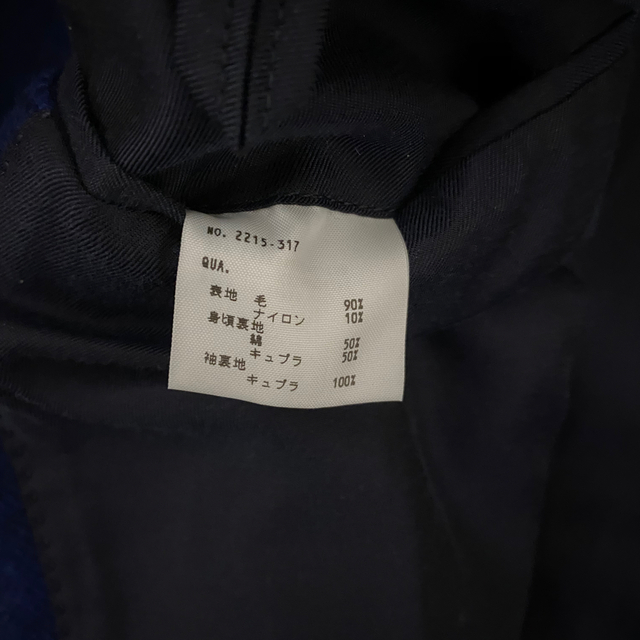 NO. 2215-317
QUA.
表地 毛 90%
ナイロン 10%
身頃裏地
綿 50%
キュプラ 50%
袖裏地
キュプラ 100%